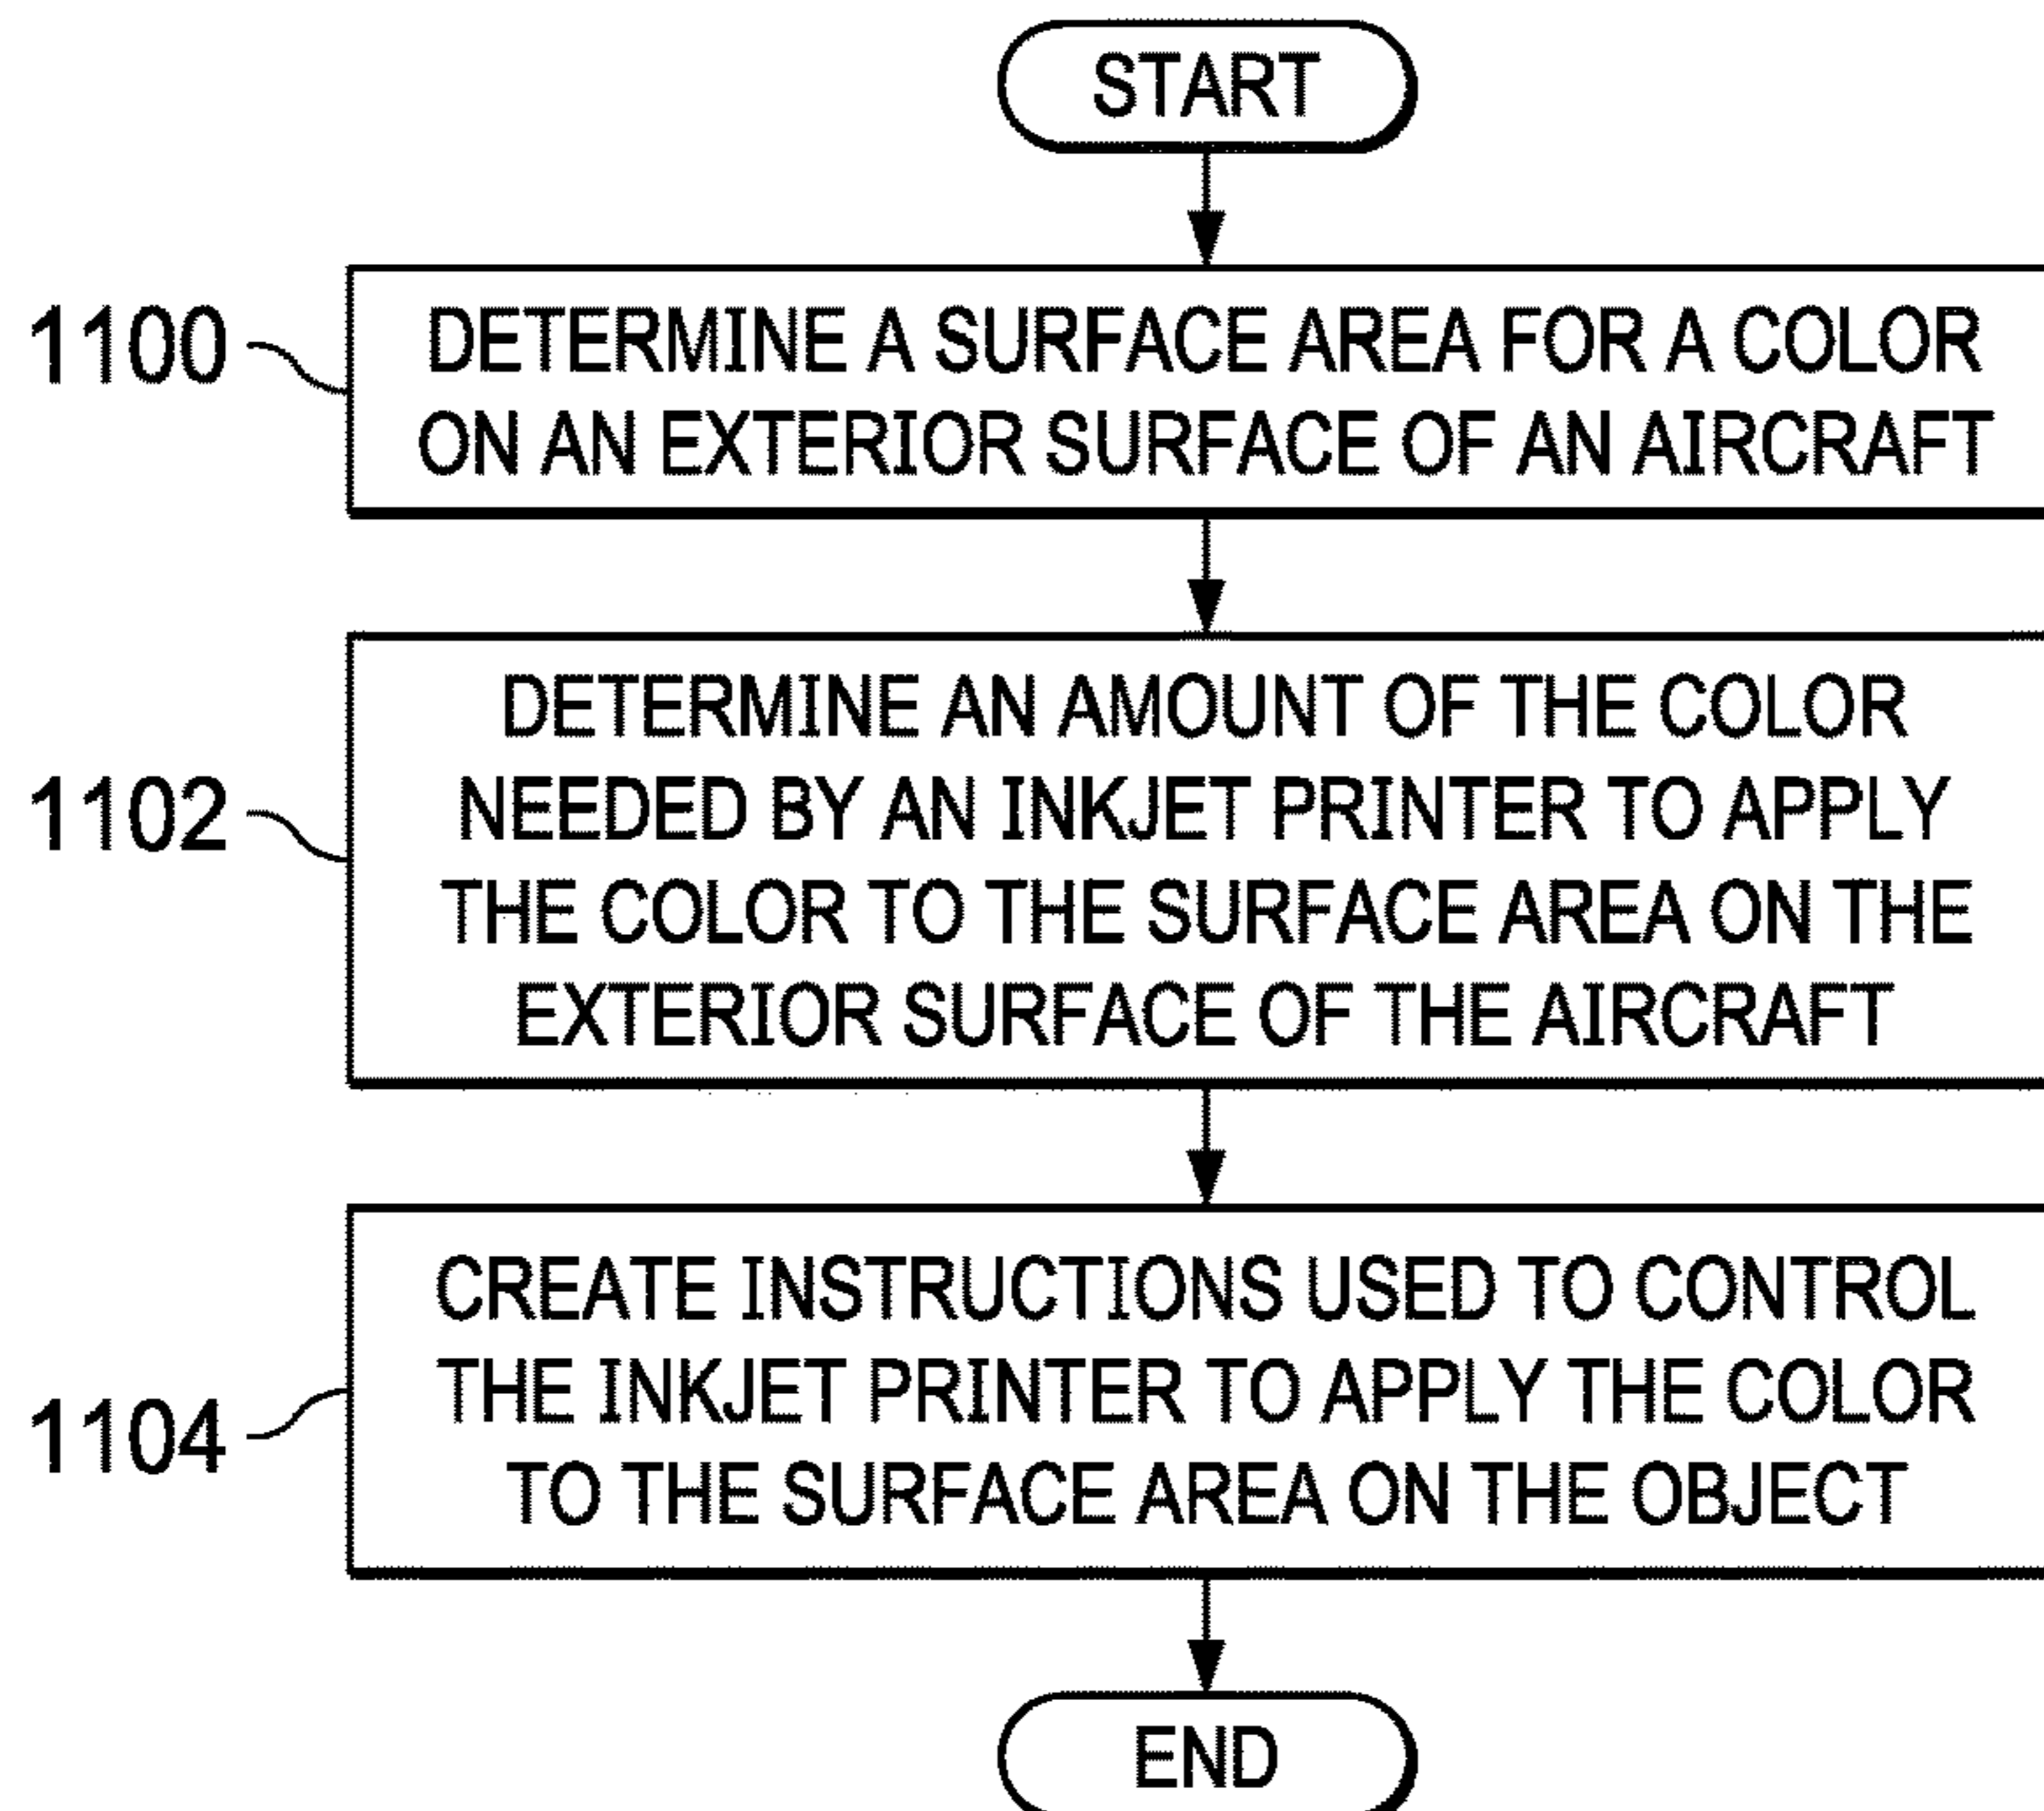 START
1100
DETERMINE A SURFACE AREA FOR A COLOR
ON AN EXTERIOR SURFACE OF AN AIRCRAFT
1102
DETERMINE AN AMOUNT OF THE COLOR
NEEDED BY AN INKJET PRINTER TO APPLY
THE COLOR TO THE SURFACE AREA ON THE
EXTERIOR SURFACE OF THE AIRCRAFT
1104
CREATE INSTRUCTIONS USED TO CONTROL
THE INKJET PRINTER TO APPLY THE COLOR
TO THE SURFACE AREA ON THE OBJECT
END